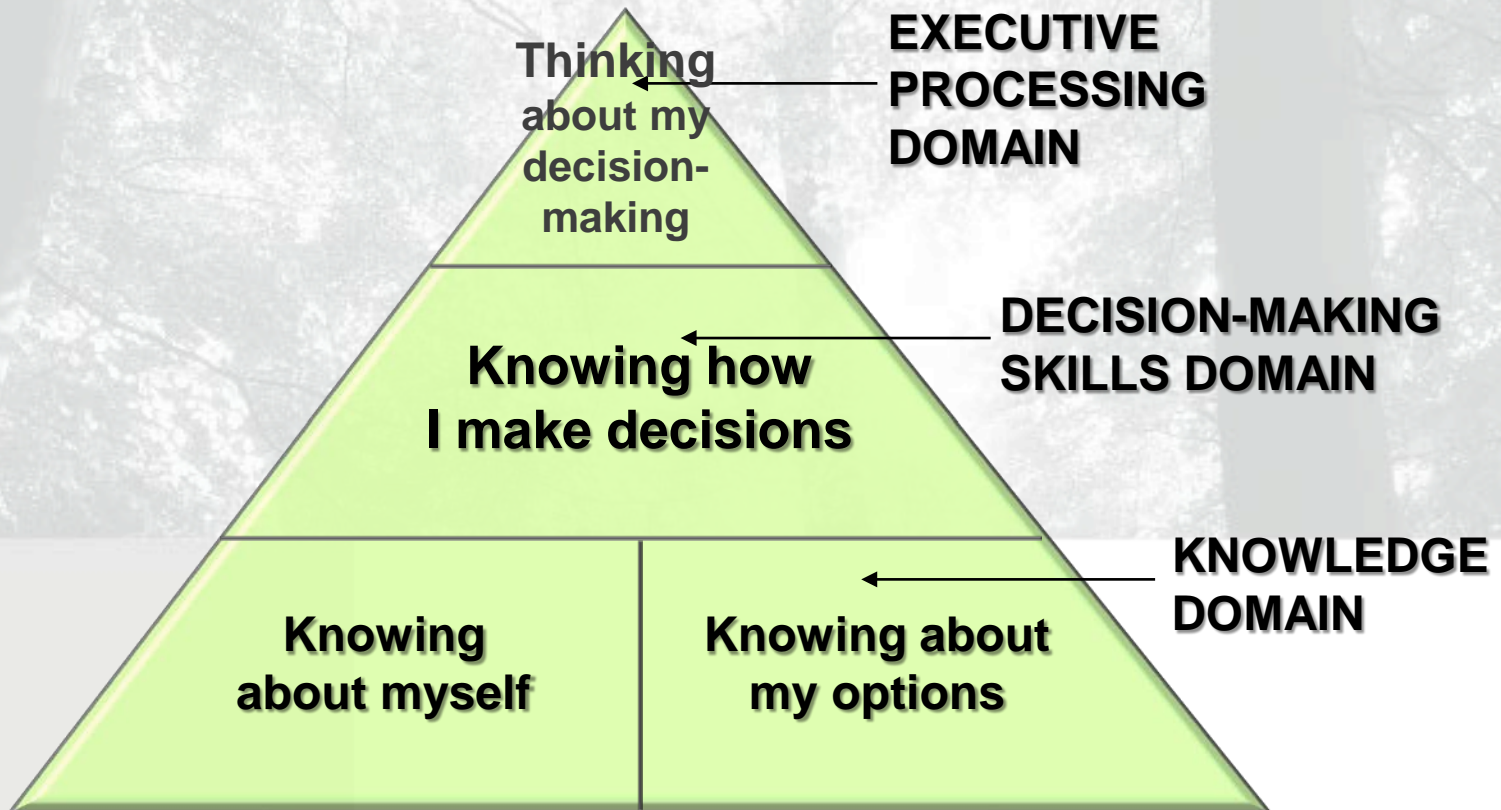 Thinking
about my
decision-
making
EXECUTIVE
PROCESSING
DOMAIN
Knowing how
I make decisions
DECISION-MAKING
SKILLS DOMAIN
Knowing
about myself
Knowing about
my options
KNOWLEDGE
DOMAIN